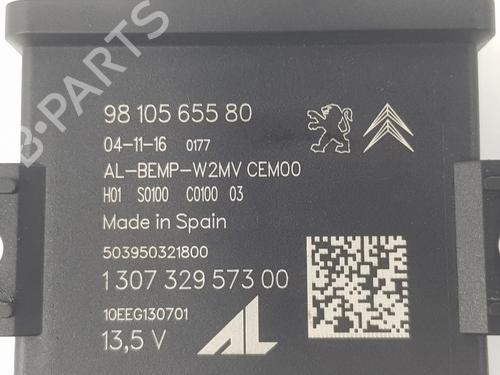 98 105 655 80
04-11-16 0177
AL-BEMP-W2MV CEM00
H01 S0100 C0100 03
Made in Spain
503950321800
1 307 329 573 00
10EEG130701
13,5 V
AL
B-PARTS